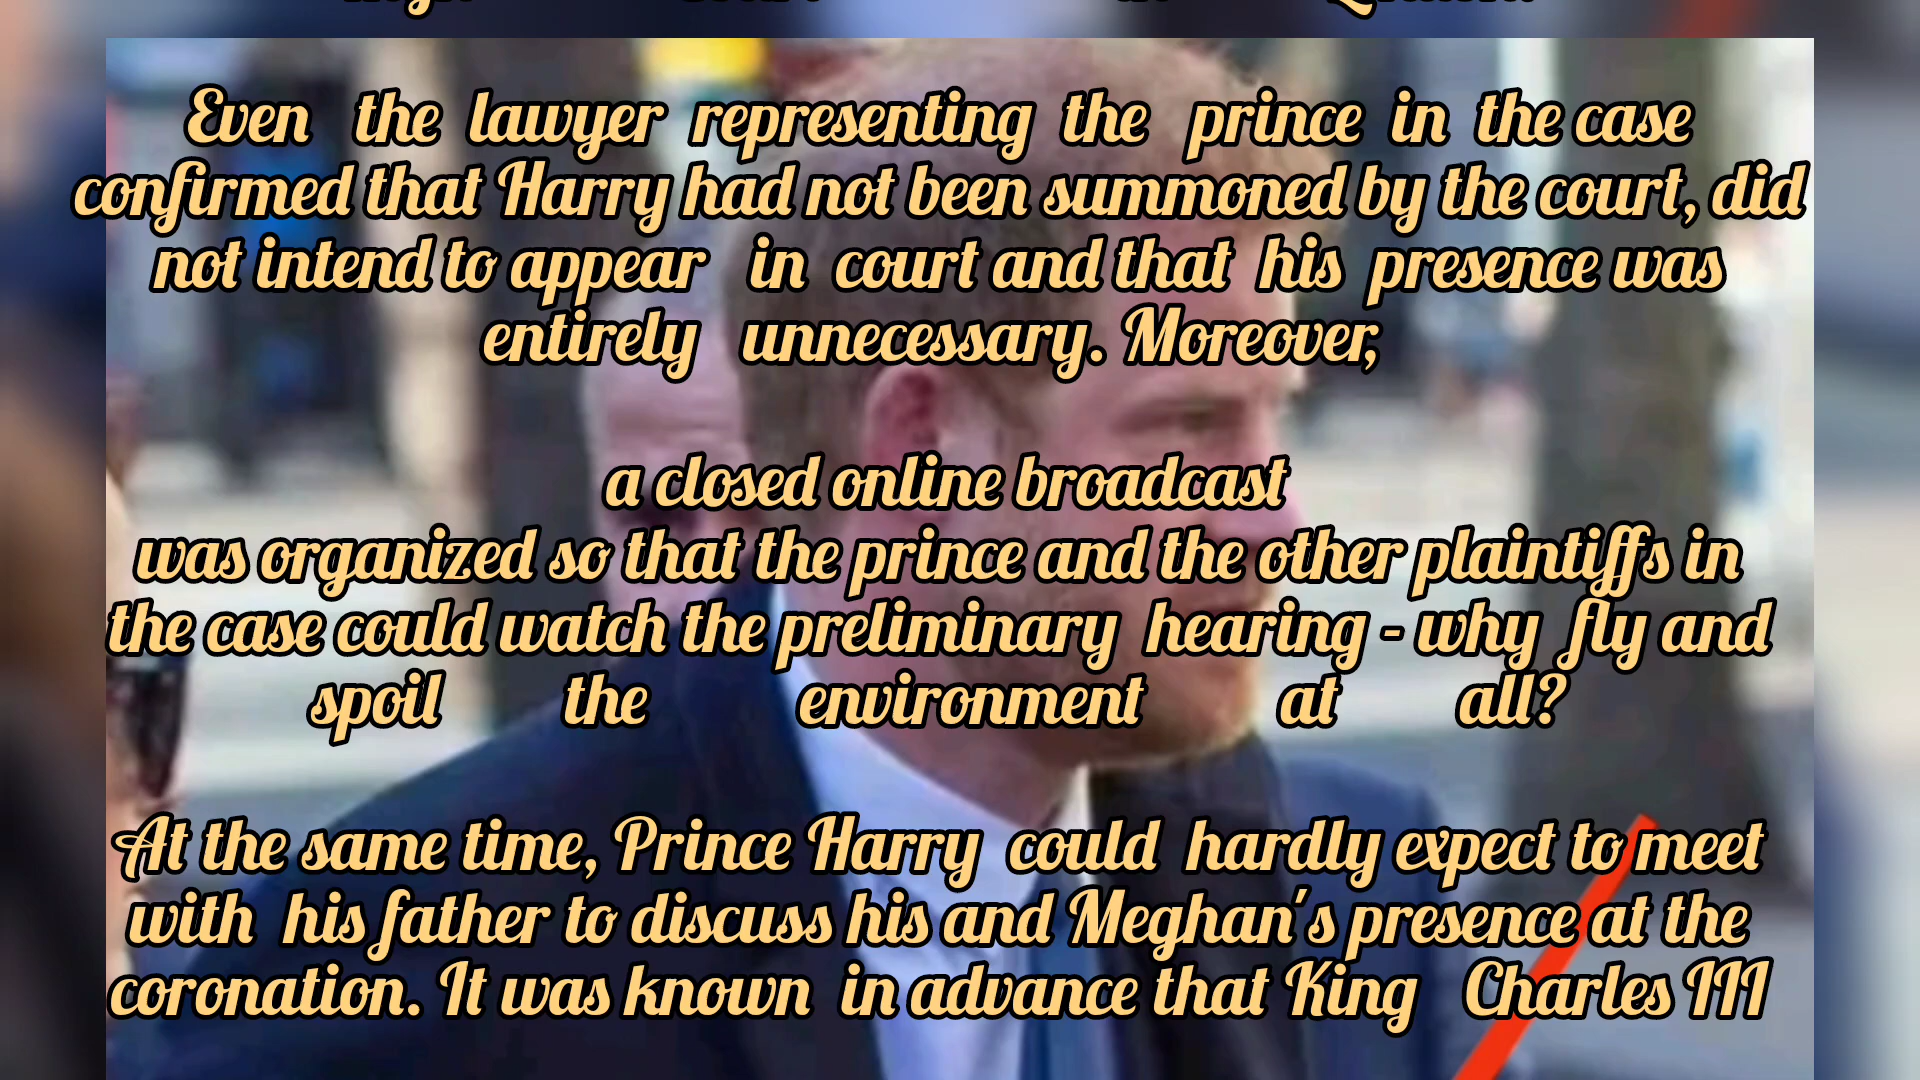 Even the lawyer representing the prince in the case
confirmed that Harry had not been summoned by the court, did
not intend to appear in court and that his presence was
entirely unnecessary. Moreover,
a closed online broadcast
was organized so that the prince and the other plaintiffs in
the case could watch the preliminary hearing - why fly and
spoil the environment at all?
At the same time, Prince Harry could hardly expect to meet
with his father to discuss his and Meghan's presence at the
coronation. It was known in advance that King Charles III